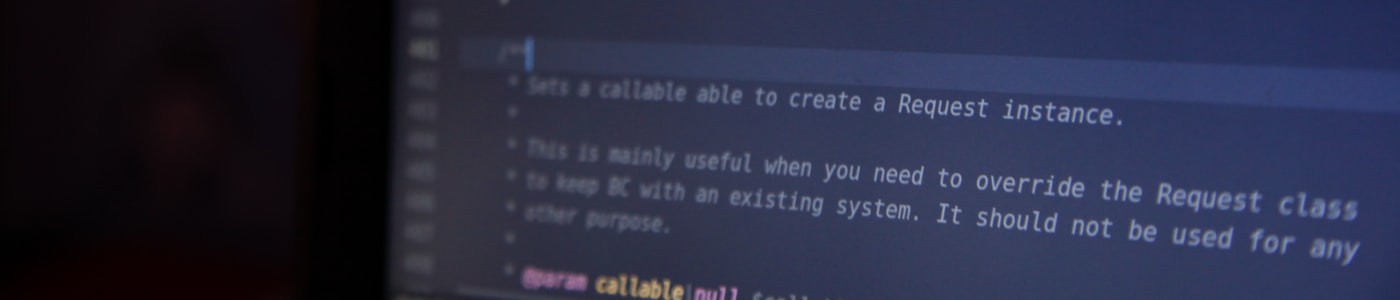 /**
* Sets a callable able to create a Request instance.
*
* This is mainly useful when you need to override the Request class
* to keep BC with an existing system. It should not be used for any
* other purpose.
*
* @param callable|null